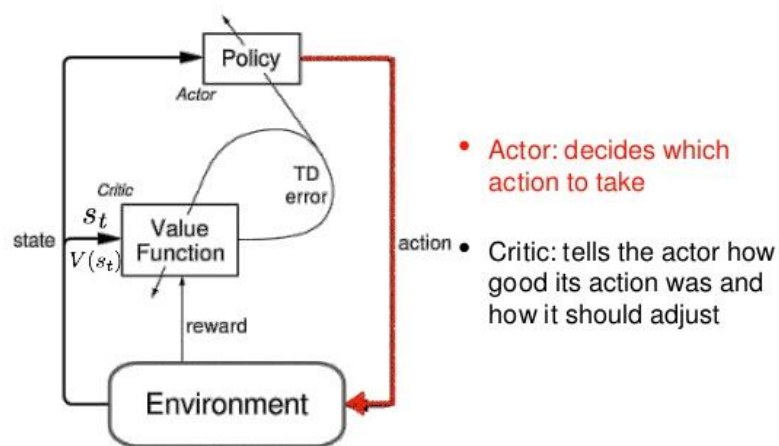 Policy
Actor
TD
error
Critic
s_t
Value
Function
state
V(s_t)
action
reward
Environment
• Actor: decides which
action to take
• Critic: tells the actor how
good its action was and
how it should adjust